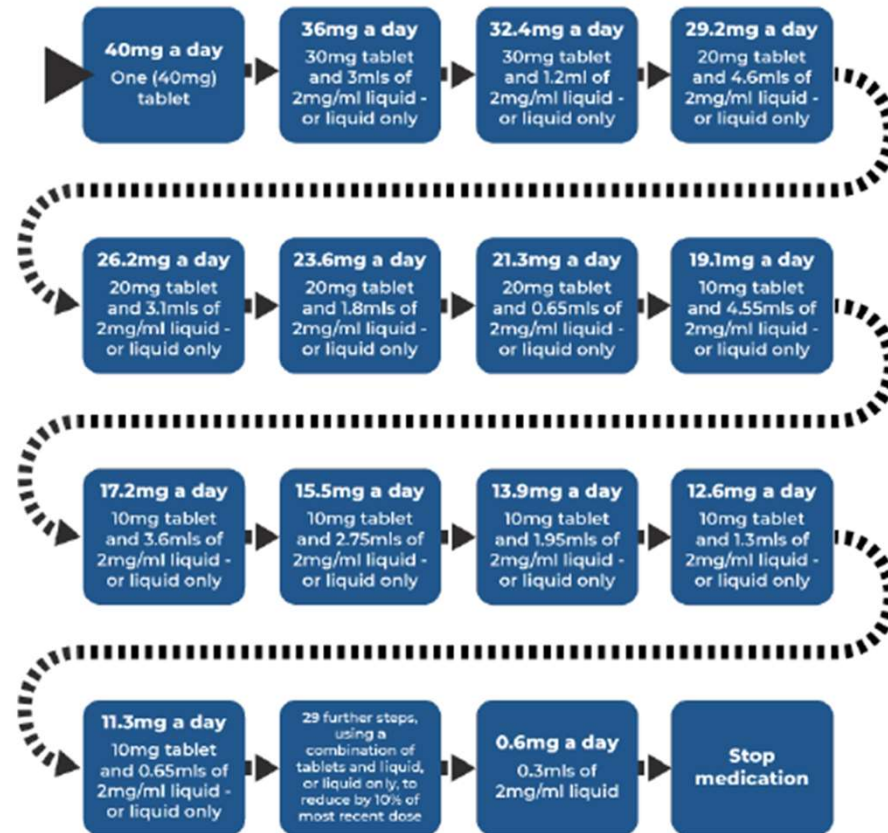 40mg a day
One (40mg)
tablet
36mg a day
30mg tablet
and 3mls of
2mg/ml liquid -
or liquid only
32.4mg a day
30mg tablet
and 1.2ml of
2mg/ml liquid -
or liquid only
29.2mg a day
20mg tablet
and 4.6mls of
2mg/ml liquid -
or liquid only
26.2mg a day
20mg tablet
and 3.1mls of
2mg/ml liquid -
or liquid only
23.6mg a day
20mg tablet
and 1.8mls of
2mg/ml liquid -
or liquid only
21.3mg a day
20mg tablet
and 0.65mls of
2mg/ml liquid -
or liquid only
19.1mg a day
10mg tablet
and 4.55mls of
2mg/ml liquid -
or liquid only
17.2mg a day
10mg tablet
and 3.6mls of
2mg/ml liquid -
or liquid only
15.5mg a day
10mg tablet
and 2.75mls of
2mg/ml liquid -
or liquid only
13.9mg a day
10mg tablet
and 1.95mls of
2mg/ml liquid -
or liquid only
12.6mg a day
10mg tablet
and 1.3mls of
2mg/ml liquid -
or liquid only
11.3mg a day
10mg tablet
and 0.65mls of
2mg/ml liquid -
or liquid only
29 further steps,
using a
combination of
tablets and liquid,
or liquid only, to
reduce by 10% of
most recent dose
0.6mg a day
0.3mls of
2mg/ml liquid
Stop
medication